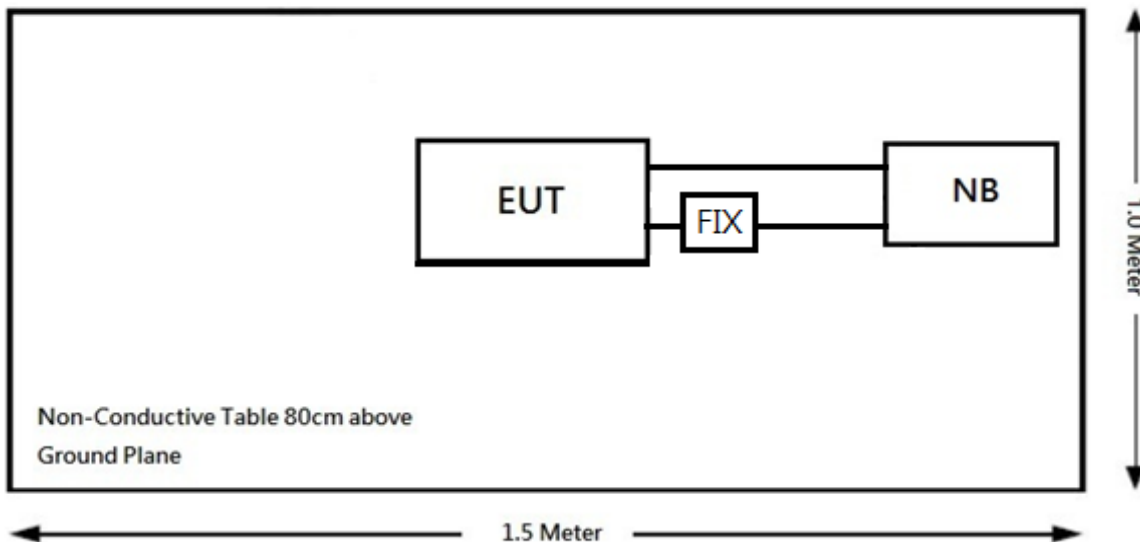 EUT
FIX
NB
1.0 Meter
Non-Conductive Table 80cm above
Ground Plane
1.5 Meter